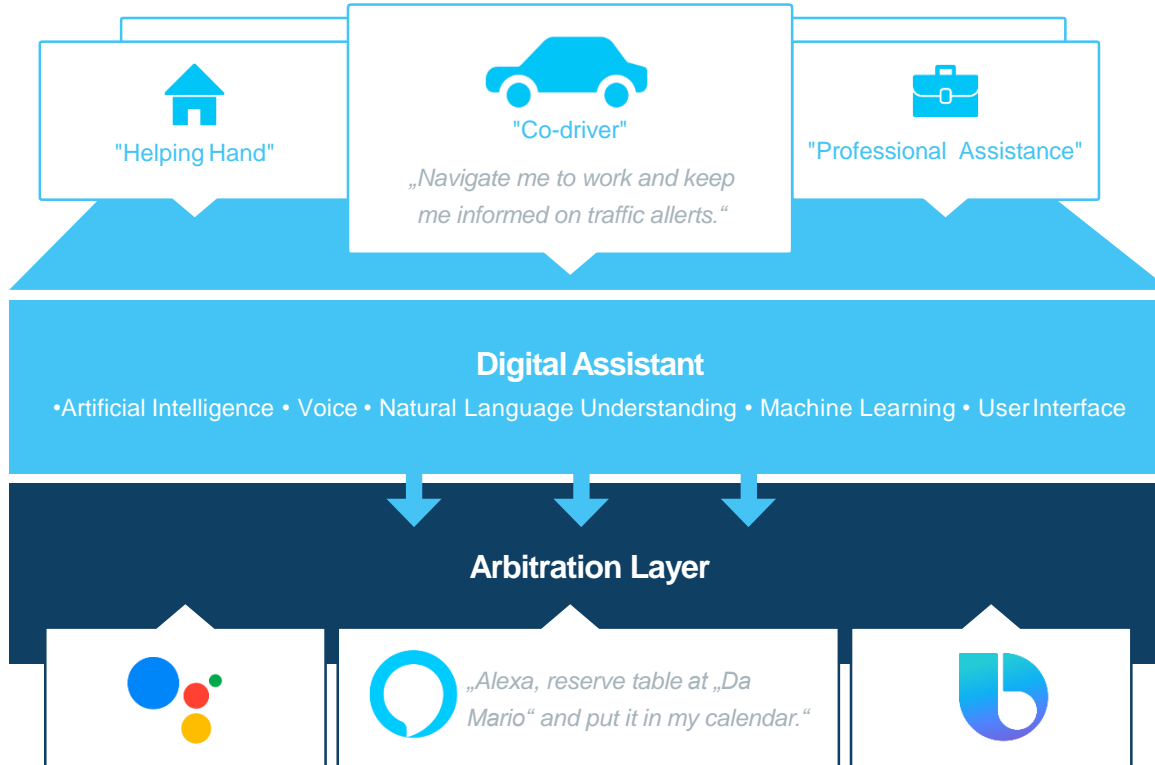 "Helping Hand"
"Co-driver"
„Navigate me to work and keep
me informed on traffic allerts.“
"Professional Assistance"
Digital Assistant
•Artificial Intelligence • Voice • Natural Language Understanding • Machine Learning • User Interface
Arbitration Layer
„Alexa, reserve table at „Da
Mario“ and put it in my calendar.“